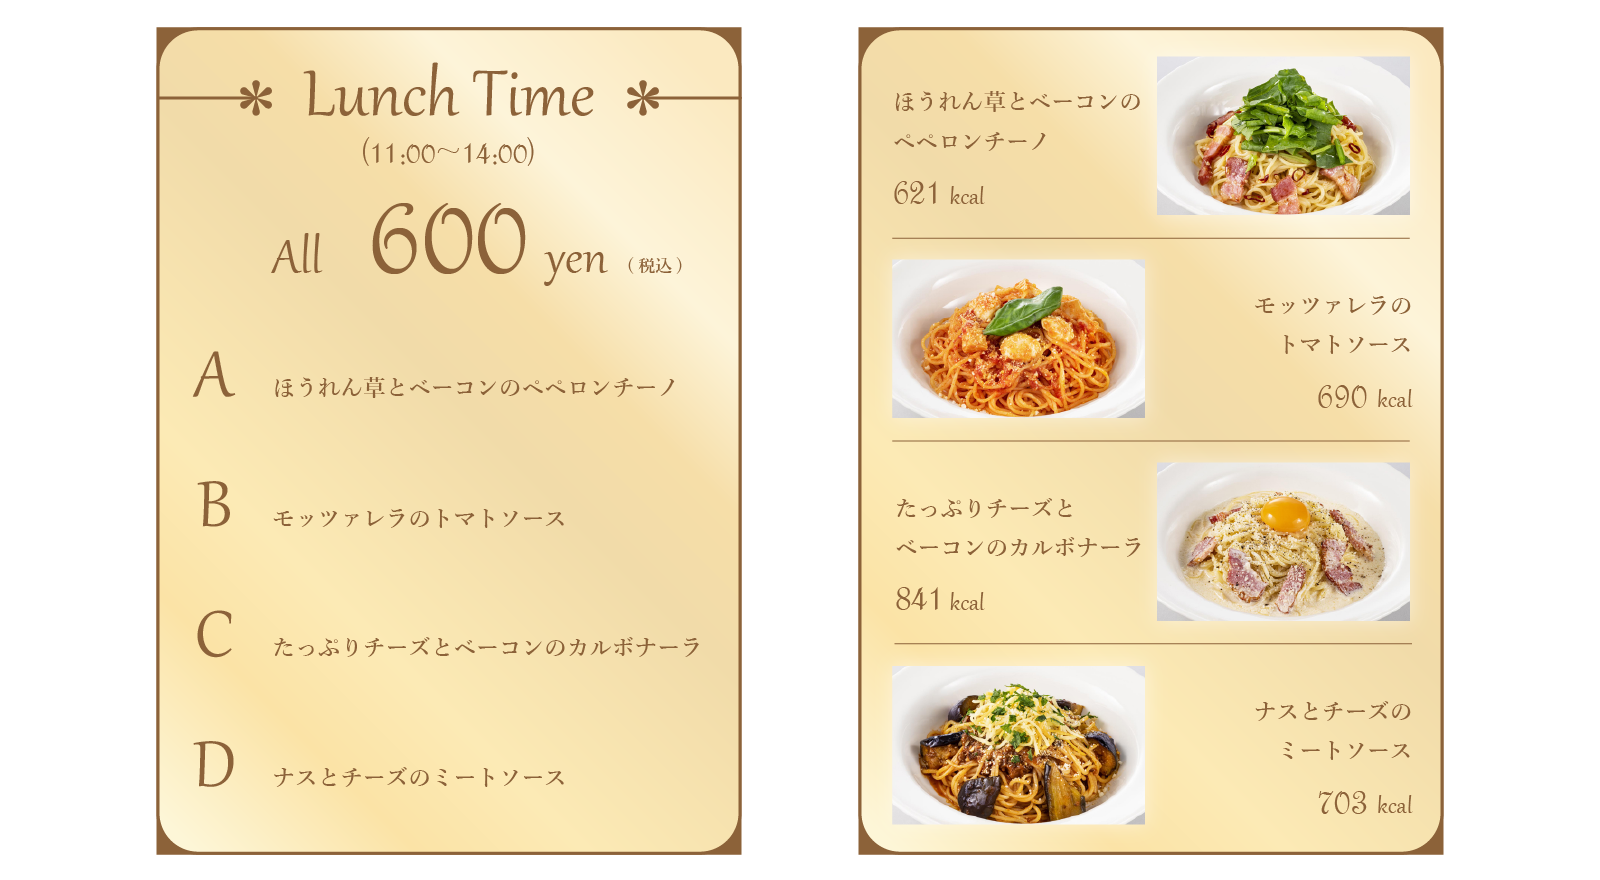 Lunch Time
(11:00〜14:00)
All 600 yen (税込)
A ほうれん草とベーコンのペペロンチーノ
B モッツァレラのトマトソース
C たっぷりチーズとベーコンのカルボナーラ
D ナスとチーズのミートソース
ほうれん草とベーコンの
ペペロンチーノ
621 kcal
モッツァレラの
トマトソース
690 kcal
たっぷりチーズと
ベーコンのカルボナーラ
841 kcal
ナスとチーズの
ミートソース
703 kcal